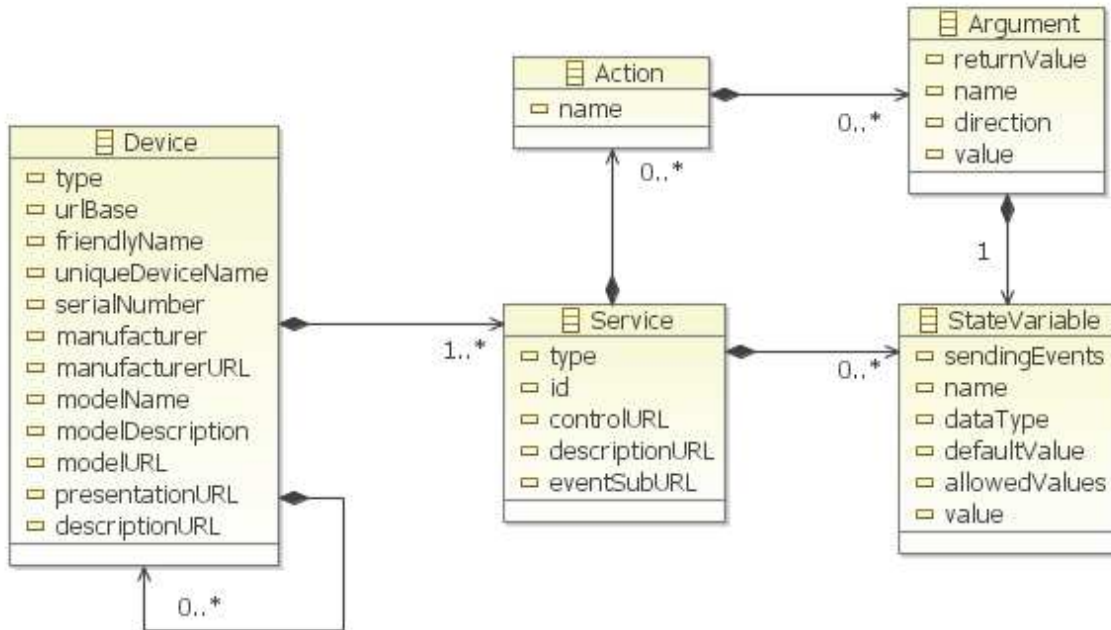 Device
type
urlBase
friendlyName
uniqueDeviceName
serialNumber
manufacturer
manufacturerURL
modelName
modelDescription
modelURL
presentationURL
descriptionURL
0..*
1..*
Action
name
0..*
0..*
Argument
returnValue
name
direction
value
1
Service
type
id
controlURL
descriptionURL
eventSubURL
0..*
StateVariable
sendingEvents
name
dataType
defaultValue
allowedValues
value